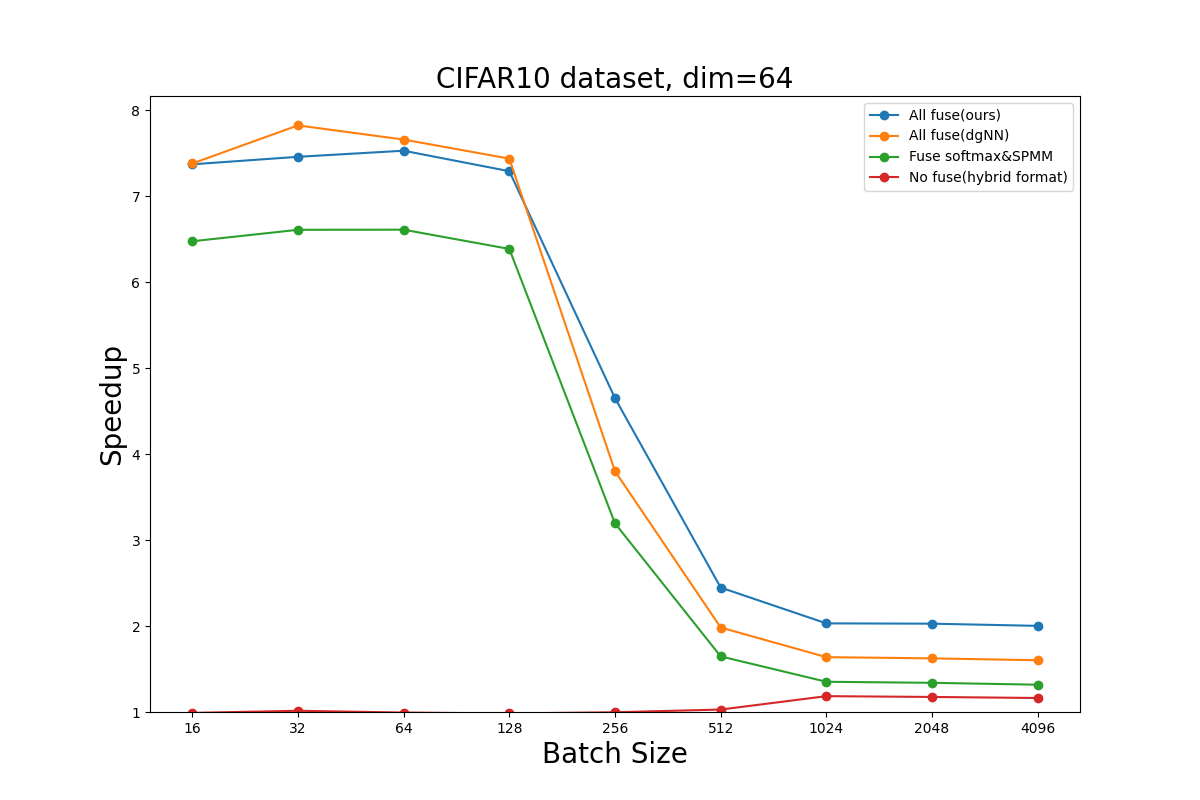 CIFAR10 dataset, dim=64
All fuse(ours)
All fuse(dgNN)
Fuse softmax&SPMM
No fuse(hybrid format)
Speedup
8
7
6
5
4
3
2
1
16 32 64 128 256 512 1024 2048 4096
Batch Size